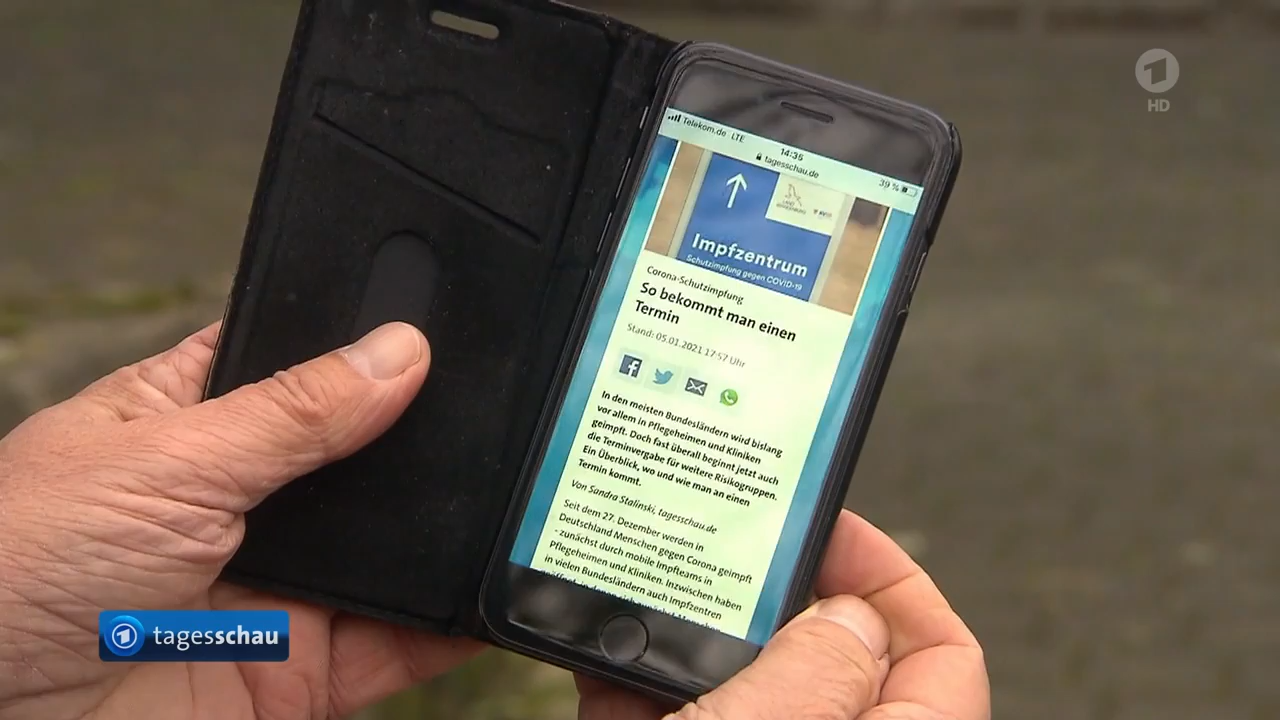 1
HD
Telekom.de LTE
14:35
39 %
tagesschau.de
LAND
Impfzentrum
Schutzimpfung gegen COVID-19
Corona-Schutzimpfung
So bekommt man einen
Termin
Stand: 05.01.2021 17:57 Uhr
In den meisten Bundesländern wird bislang
vor allem in Pflegeheimen und Kliniken
geimpft. Doch fast überall beginnt jetzt auch
die Terminvergabe für weitere Risikogruppen.
Ein Überblick, wo und wie man an einen
Termin kommt.
Von Sandra Stalinski, tagesschau.de
Seit dem 27. Dezember werden in
Deutschland Menschen gegen Corona geimpft
- zunächst durch mobile Impfteams in
Pflegeheimen und Kliniken. Inzwischen haben
in vielen Bundesländern auch Impfzentren
1 tagesschau